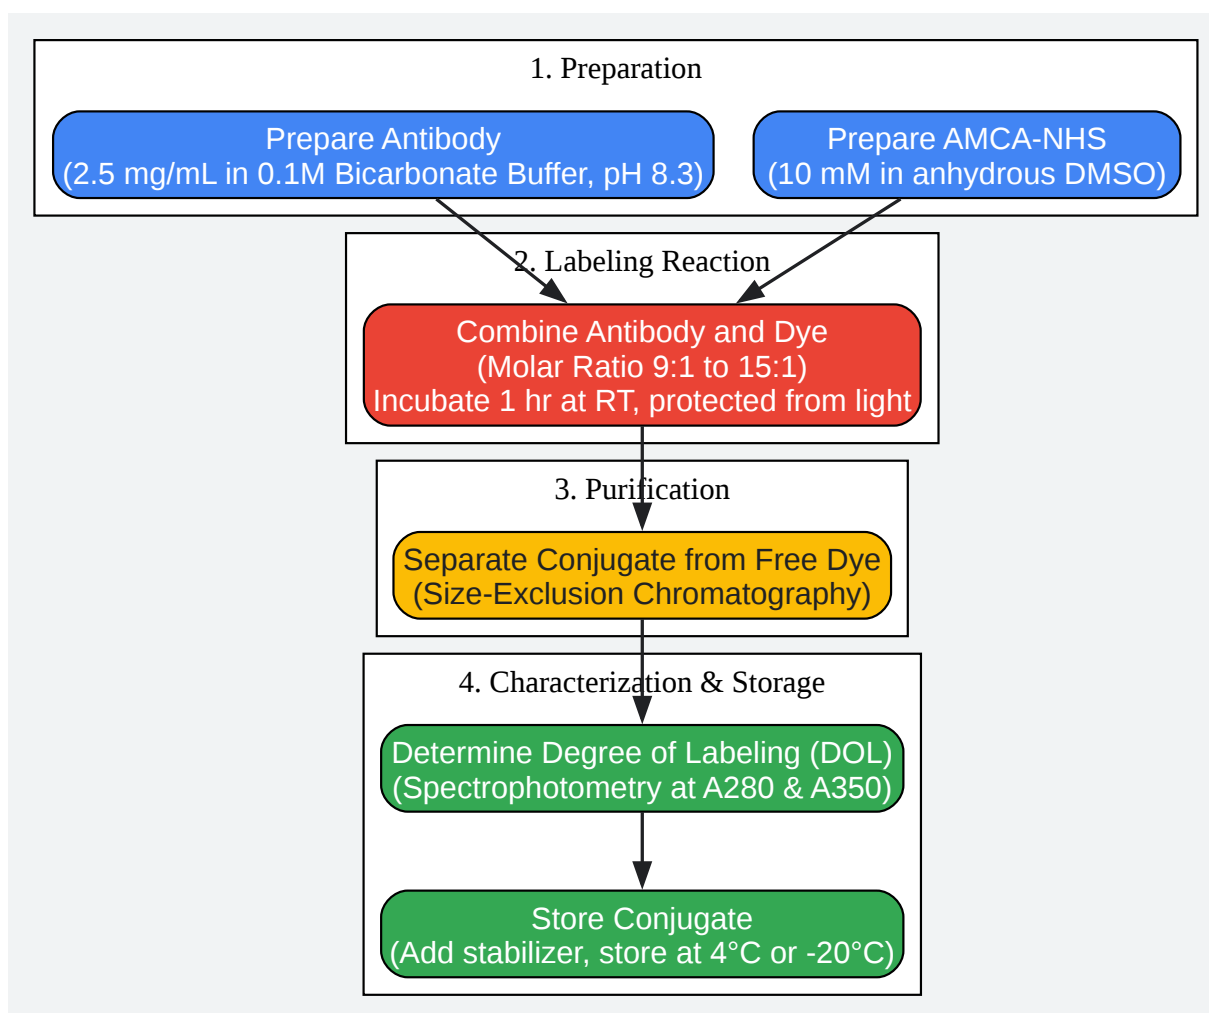 1. Preparation
Prepare Antibody
(2.5 mg/mL in 0.1M Bicarbonate Buffer, pH 8.3)
Prepare AMCA-NHS
(10 mM in anhydrous DMSO)
2. Labeling Reaction
Combine Antibody and Dye
(Molar Ratio 9:1 to 15:1)
Incubate 1 hr at RT, protected from light
3. Purification
Separate Conjugate from Free Dye
(Size-Exclusion Chromatography)
4. Characterization & Storage
Determine Degree of Labeling (DOL)
(Spectrophotometry at A280 & A350)
Store Conjugate
(Add stabilizer, store at 4°C or -20°C)